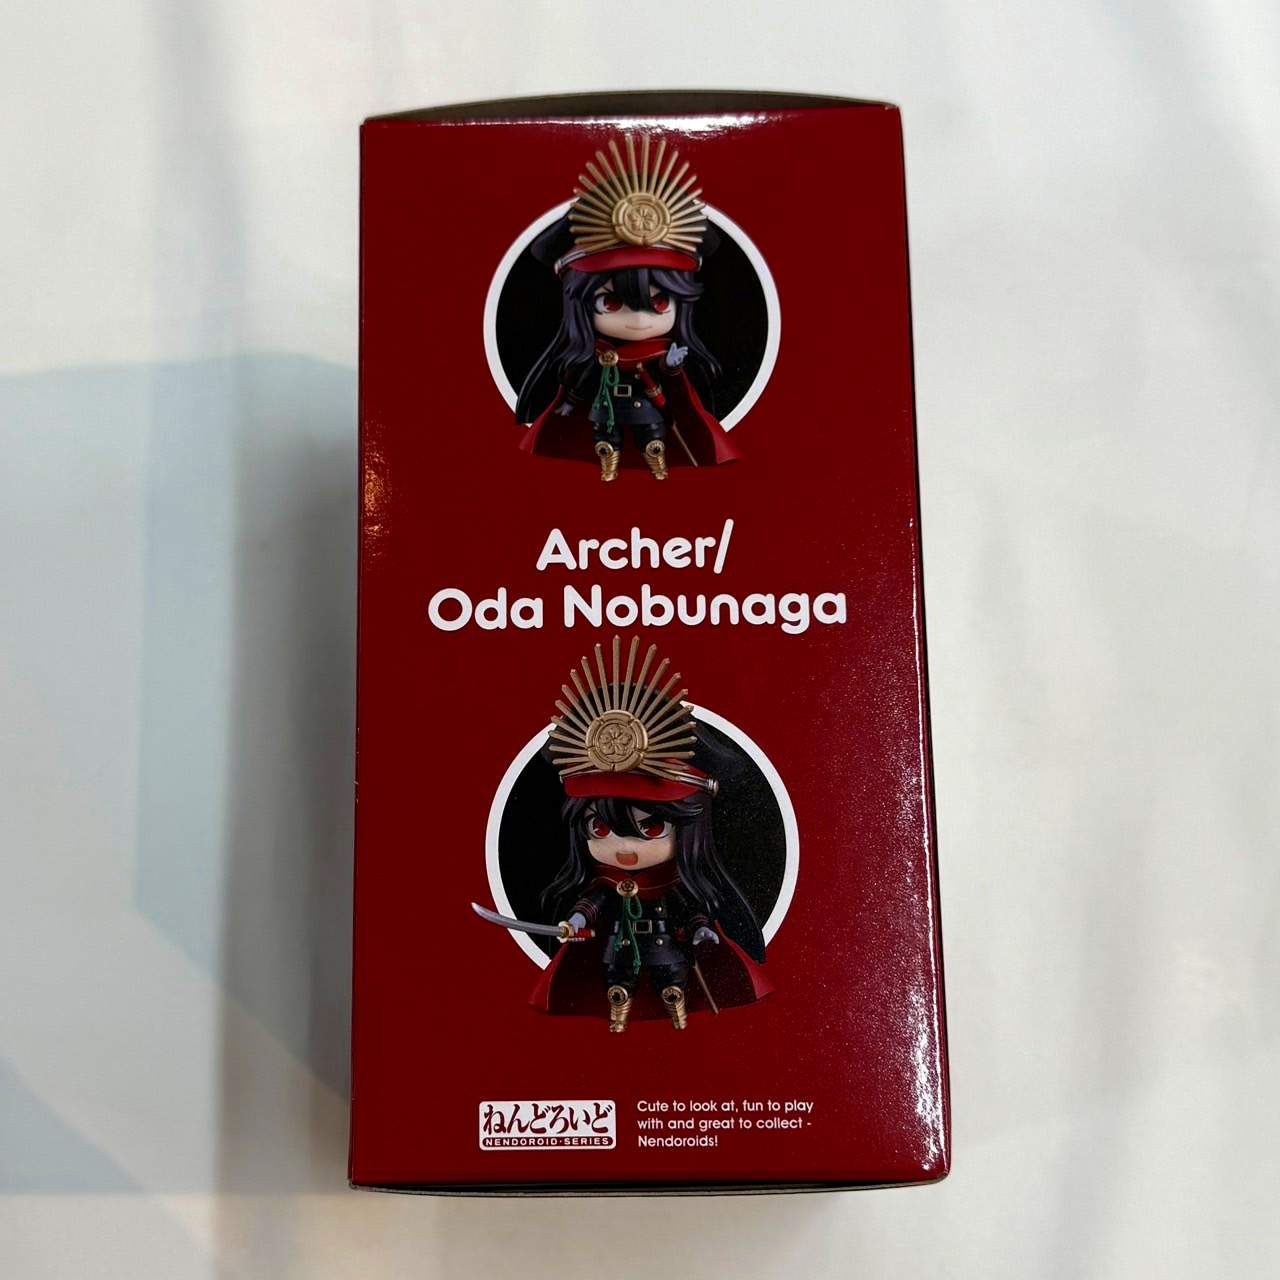 Archer/
Oda Nobunaga
ねんどろいど
NENDOROID·SERIES
Cute to look at, fun to play
with and great to collect -
Nendoroids!